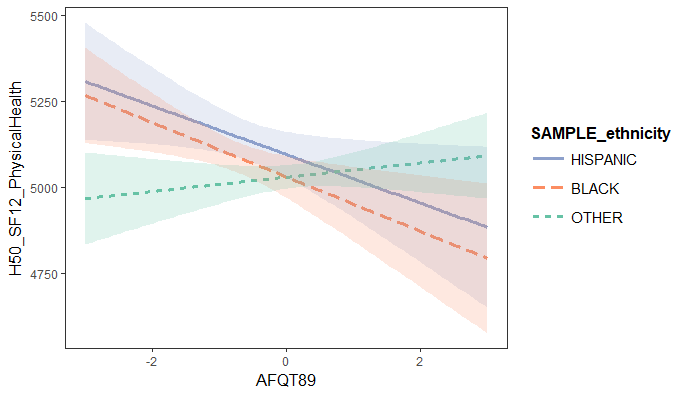 5500
5250
5000
4750
H50_SF12_PhysicalHealth
-2
0
2
AFQT89
SAMPLE_ethnicity
HISPANIC
BLACK
OTHER